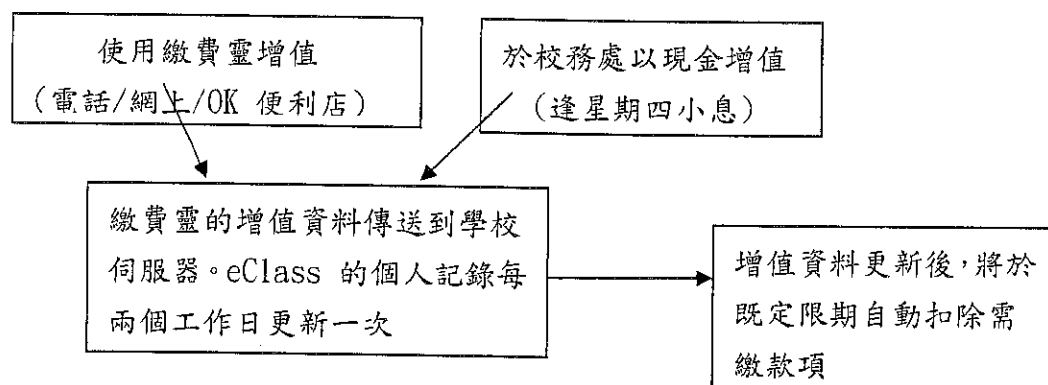 使用繳費靈增值
(電話/網上/OK 便利店)
於校務處以現金增值
(逢星期四小息)
繳費靈的增值資料傳送到學校
伺服器。eClass 的個人記錄每
兩個工作日更新一次
增值資料更新後,將於
既定限期自動扣除需
繳款項